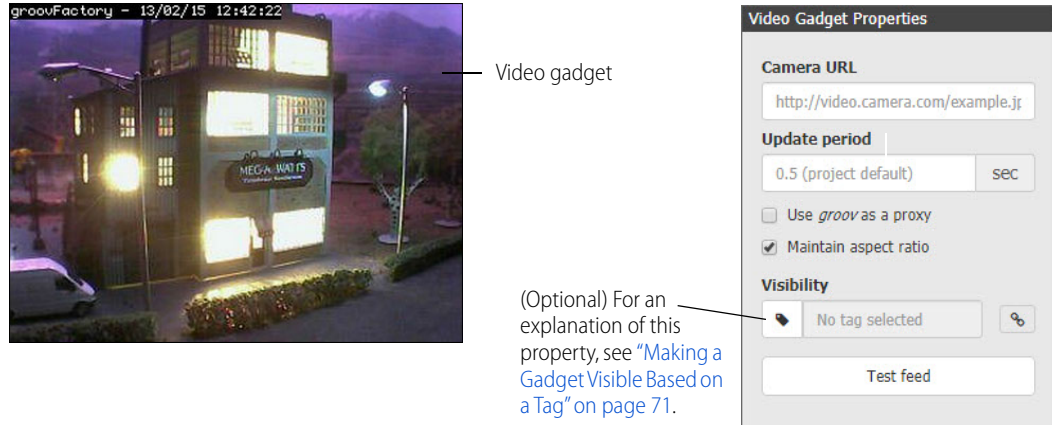 groovFactory - 13/02/15 12:42:22
MEG-A-WATTS
Video gadget
(Optional) For an
explanation of this
property, see “Making a
Gadget Visible Based on
a Tag” on page 71.
Video Gadget Properties
Camera URL
http://video.camera.com/example.jp
Update period
0.5 (project default) sec
Use groov as a proxy
Maintain aspect ratio
Visibility
No tag selected
Test feed